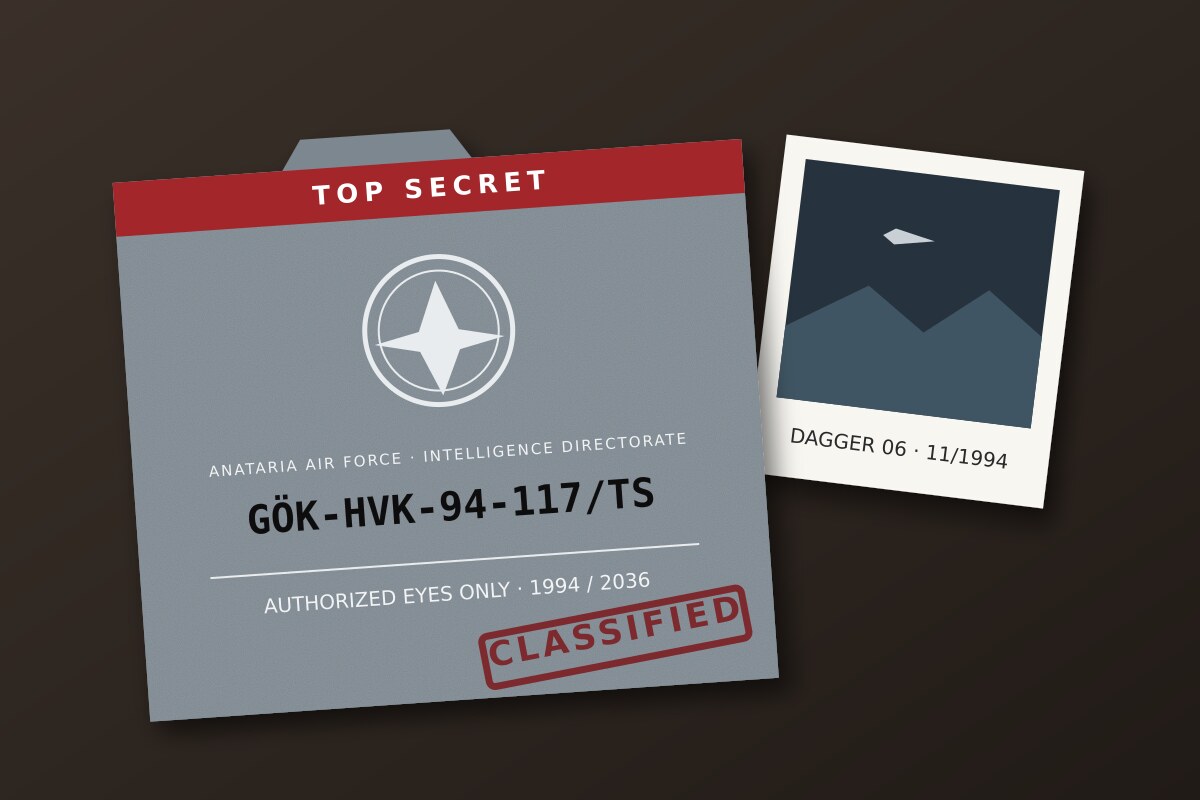 TOP SECRET
ANATARIA AIR FORCE · INTELLIGENCE DIRECTORATE
GÖK-HVK-94-117/TS
AUTHORIZED EYES ONLY · 1994 / 2036
CLASSIFIED
DAGGER 06 · 11/1994